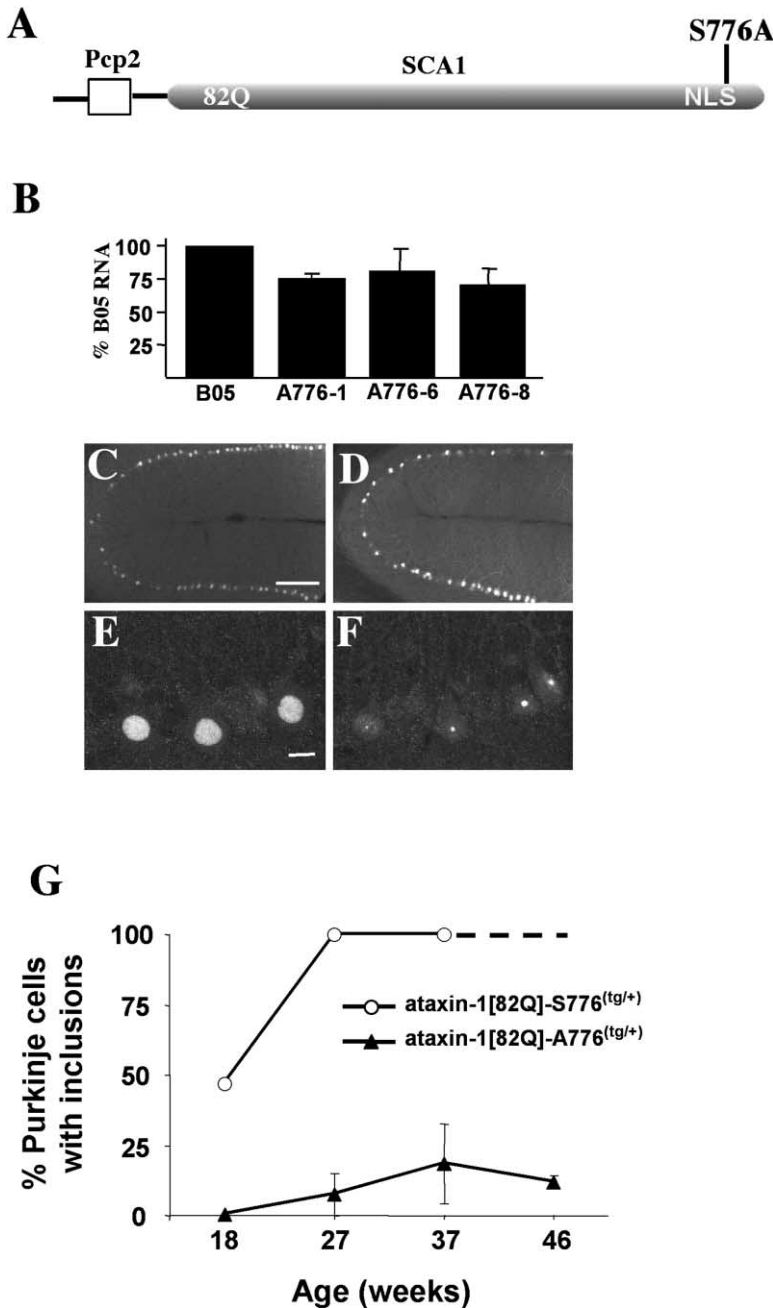 A
S776A
Pcp2
SCA1
82Q
NLS
B
% B05 RNA
100
75
50
25
B05 A776-1 A776-6 A776-8
C
D
E
F
G
% Purkinje cells
with inclusions
100
75
50
25
0
ataxin-1[82Q]-S776(tg/+)
ataxin-1[82Q]-A776(tg/+)
18 27 37 46
Age (weeks)